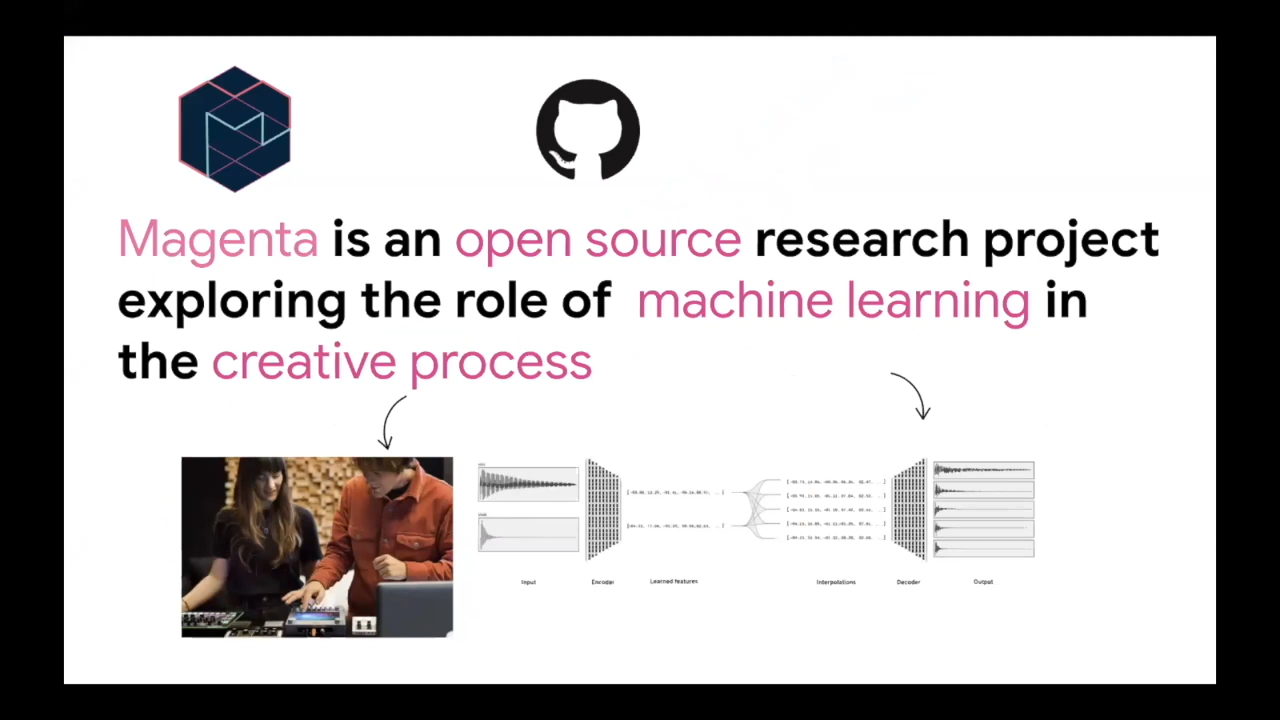 Magenta is an open source research project
exploring the role of machine learning in
the creative process
Input
Encoder
Learned features
Interpolations
Decoder
Output